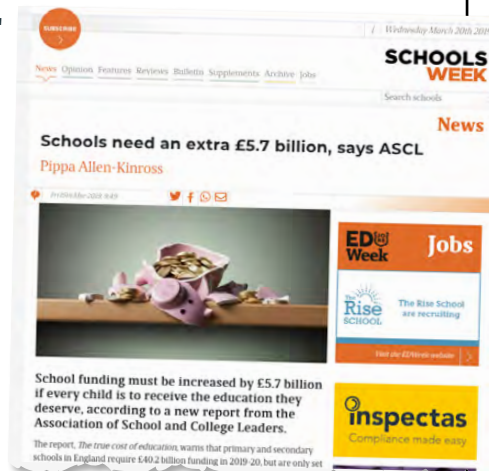 SUBSCRIBE
Wednesday March 20th 2019
SCHOOLS
WEEK
News Opinion Features Reviews Bulletin Supplements Archive Jobs
Search schools
News
Schools need an extra £5.7 billion, says ASCL
Pippa Allen-Kinross
ED
Week
Jobs
The
Rise
SCHOOL
The Rise School
are recruiting
Visit the EDWeek website
School funding must be increased by £5.7 billion
if every child is to receive the education they
deserve, according to a new report from the
Association of School and College Leaders.
inspectas
Compliance made easy
The report, The true cost of education, warns that primary and secondary
schools in England require £40.2 billion funding in 2019-20, but are only set